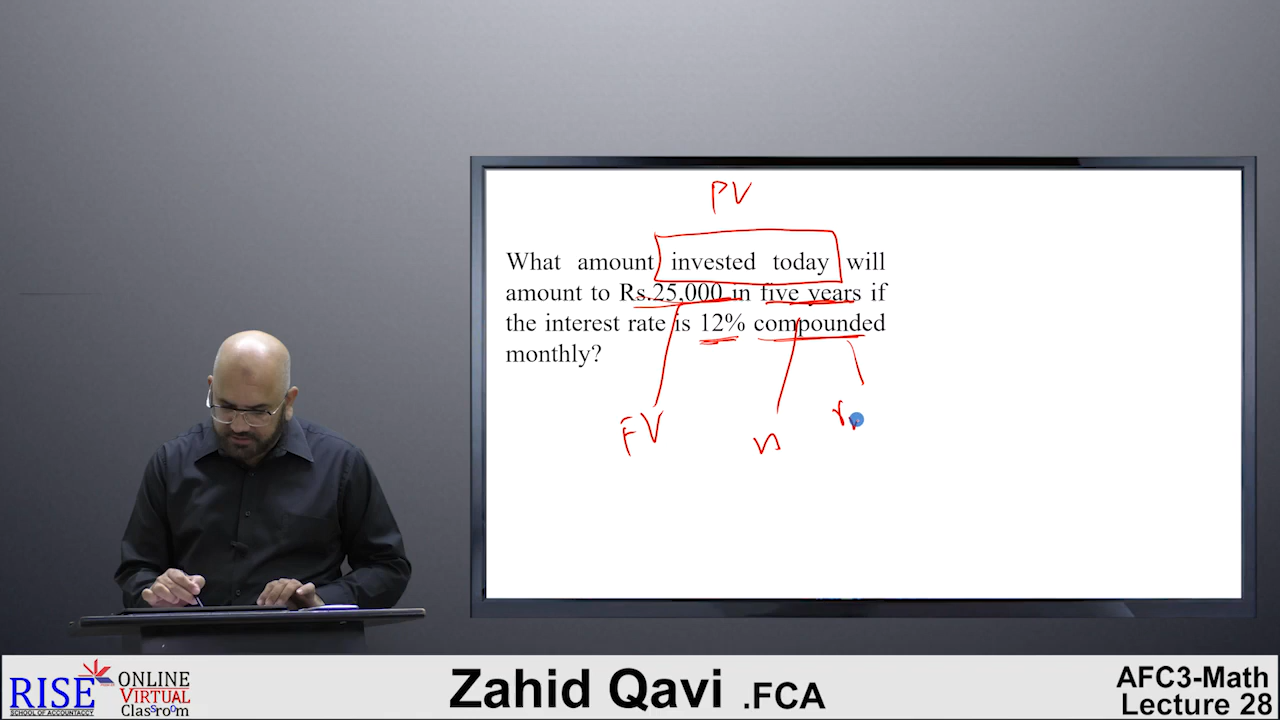 PV
What amount invested today will
amount to Rs.25,000 in five years if
the interest rate is 12% compounded
monthly?
FV
n
r
RISE
SCHOOL OF ACCOUNTANCY
ONLINE
VIRTUAL
Classroom
Zahid Qavi .FCA
AFC3-Math
Lecture 28